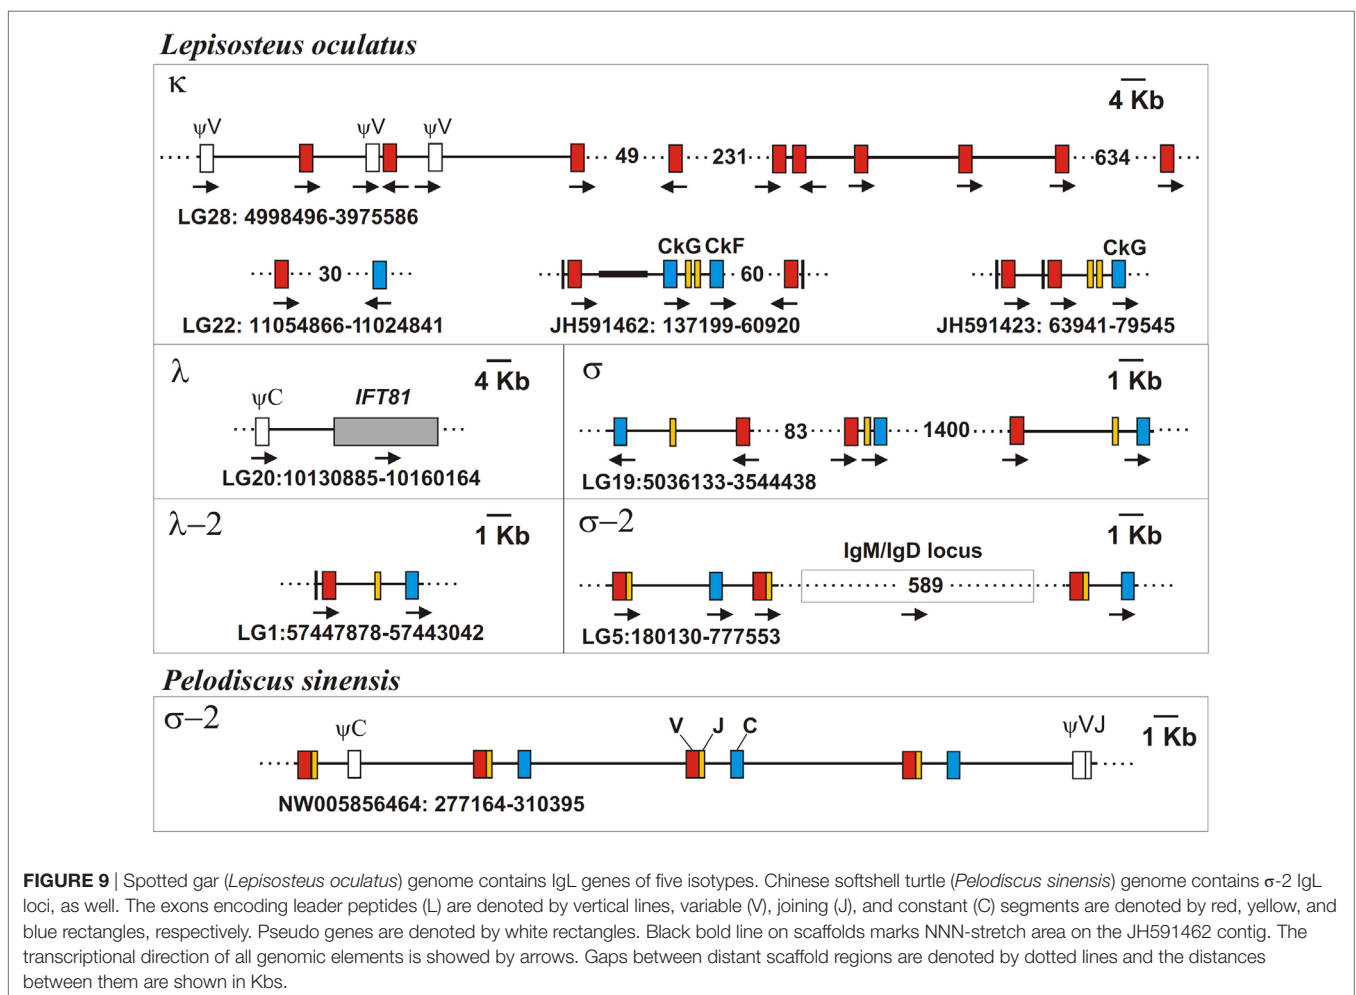 Lepisosteus oculatus
κ
4 Kb
ψV ψV ψV
49 231 634
LG28: 4998496-3975586
CkG CkF CkG
30 60
LG22: 11054866-11024841 JH591462: 137199-60920 JH591423: 63941-79545
λ
4 Kb
ψC IFT81
LG20:10130885-10160164
σ
1 Kb
83 1400
LG19:5036133-3544438
λ–2
1 Kb
LG1:57447878-57443042
σ–2
1 Kb
IgM/IgD locus
589
LG5:180130-777553
Pelodiscus sinensis
σ–2
ψC V J C ψVJ
1 Kb
NW005856464: 277164-310395
FIGURE 9 | Spotted gar (Lepisosteus oculatus) genome contains IgL genes of five isotypes. Chinese softshell turtle (Pelodiscus sinensis) genome contains σ-2 IgL
loci, as well. The exons encoding leader peptides (L) are denoted by vertical lines, variable (V), joining (J), and constant (C) segments are denoted by red, yellow, and
blue rectangles, respectively. Pseudo genes are denoted by white rectangles. Black bold line on scaffolds marks NNN-stretch area on the JH591462 contig. The
transcriptional direction of all genomic elements is showed by arrows. Gaps between distant scaffold regions are denoted by dotted lines and the distances
between them are shown in Kbs.